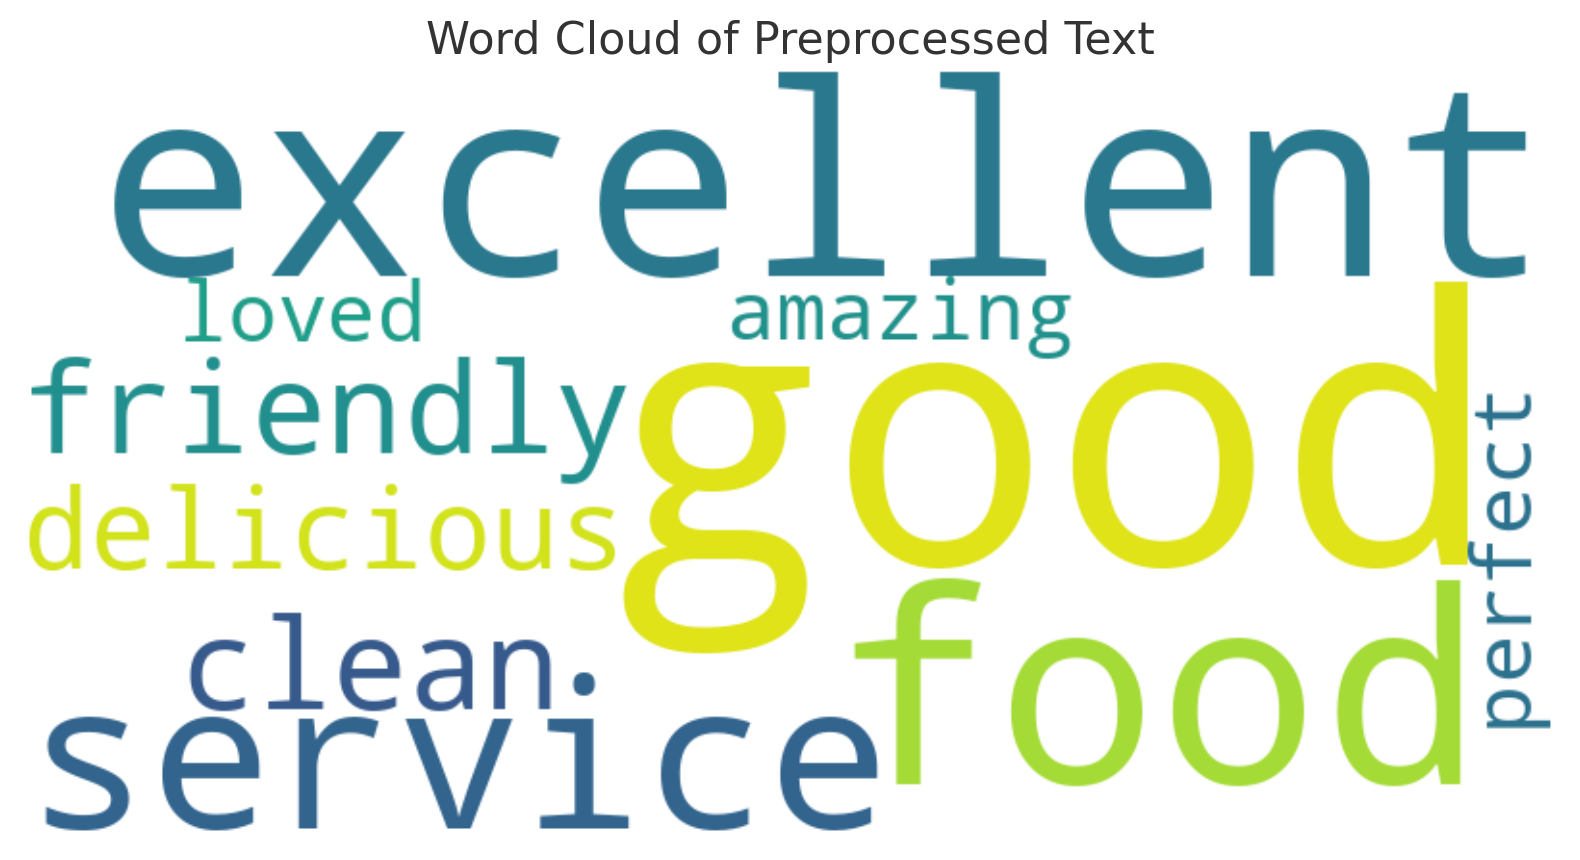 Word Cloud of Preprocessed Text
excellent
loved
amazing
friendly
good
perfect
delicious
food
clean
service